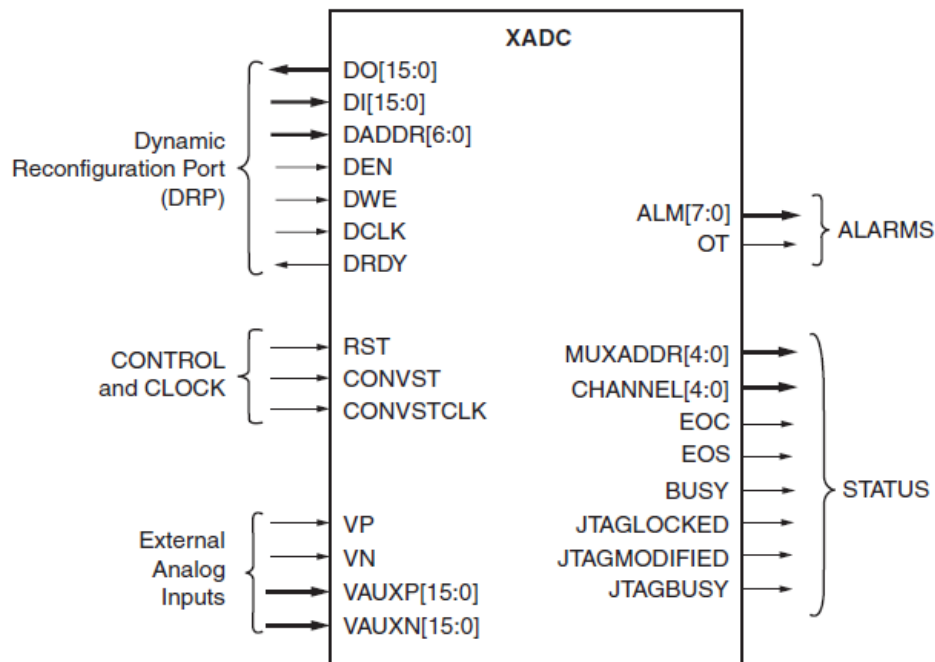 XADC
Dynamic
Reconfiguration Port
(DRP)
DO[15:0]
DI[15:0]
DADDR[6:0]
DEN
DWE
DCLK
DRDY
CONTROL
and CLOCK
RST
CONVST
CONVSTCLK
External
Analog
Inputs
VP
VN
VAUXP[15:0]
VAUXN[15:0]
ALM[7:0]
OT
ALARMS
MUXADDR[4:0]
CHANNEL[4:0]
EOC
EOS
BUSY
JTAGLOCKED
JTAGMODIFIED
JTAGBUSY
STATUS